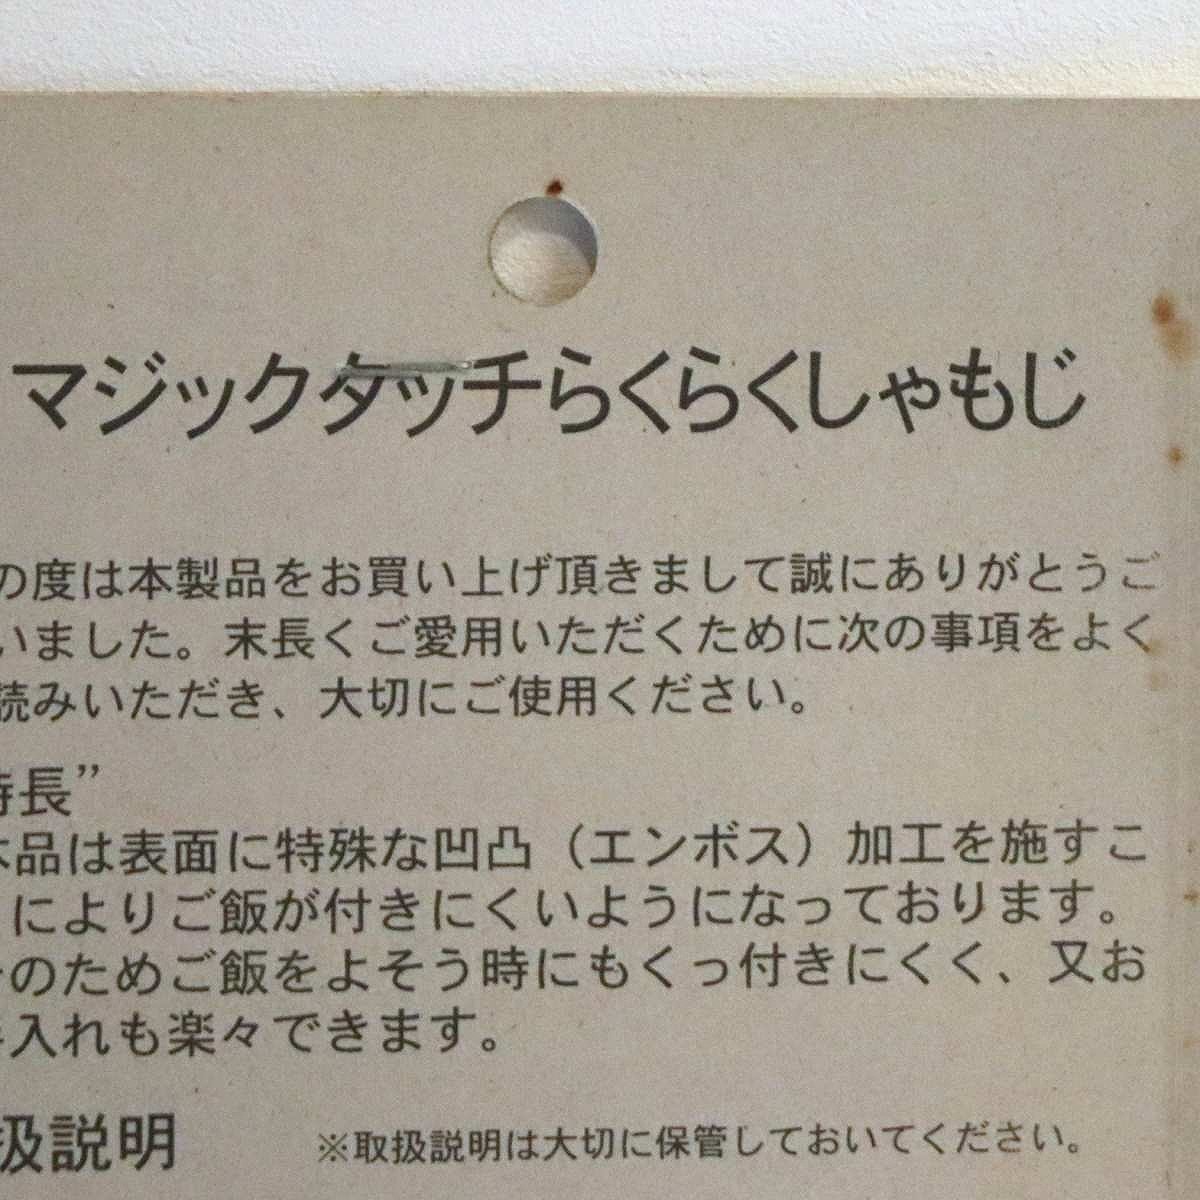 マジックタッチらくらくしゃもじ
の度は本製品をお買い上げ頂きまして誠にありがとうご
いました。末長くご愛用いただくために次の事項をよく
読みいただき、大切にご使用ください。
特長”
本品は表面に特殊な凹凸（エンボス）加工を施すこ
によりご飯が付きにくいようになっております。
そのためご飯をよそう時にもくっ付きにくく、又お
手入れも楽々できます。
扱説明
※取扱説明は大切に保管しておいてください。